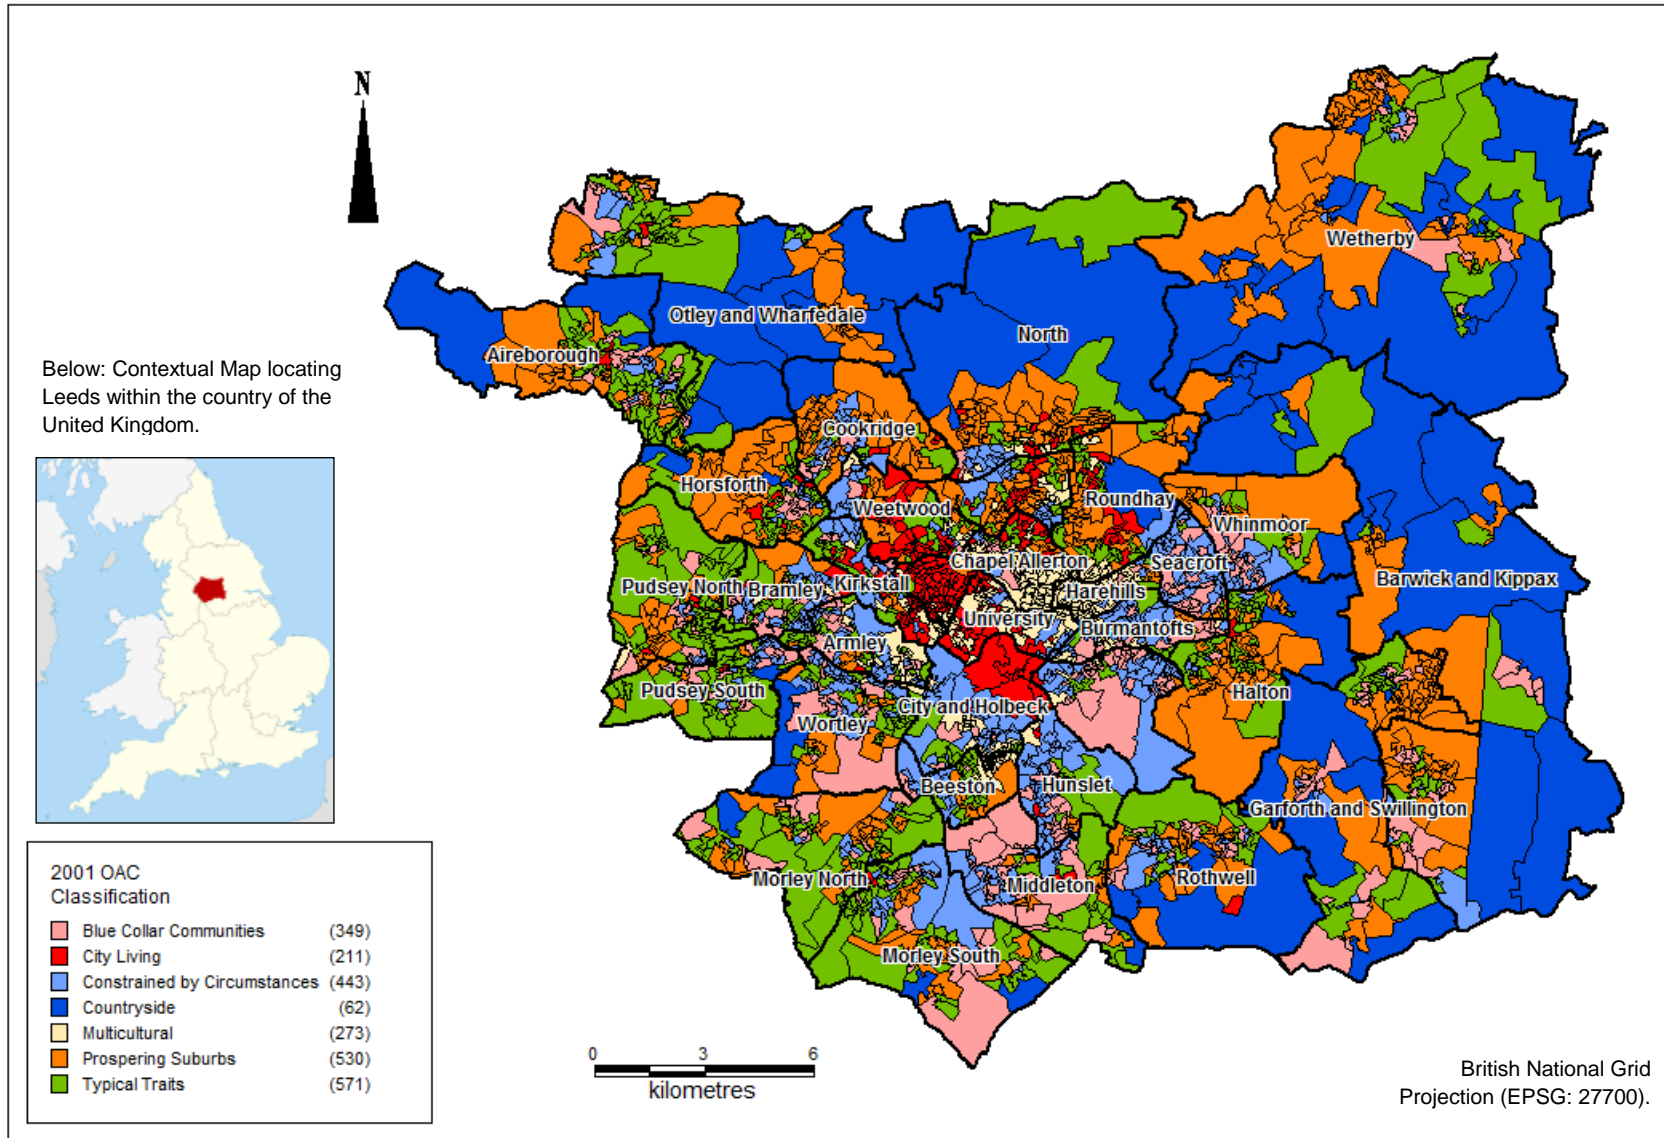 N
Wetherby
Otley and Wharfedale
North
Aireborough
Below: Contextual Map locating
Leeds within the country of the
United Kingdom.
Cookridge
Horsforth
Roundhay
Weetwood
Whinmoor
Chapel Allerton
Seacroft
Barwick and Kippax
Kirkstall
Pudsey North
Bramley
Harehills
University
Burmantofts
Armley
Pudsey South
Halton
City and Holbeck
Wortley
Beeston
Hunslet
Garforth and Swillington
Morley North
Middleton
Rothwell
Morley South
2001 OAC
Classification
Blue Collar Communities (349)
City Living (211)
Constrained by Circumstances (443)
Countryside (62)
Multicultural (273)
Prospering Suburbs (530)
Typical Traits (571)
0 3 6
kilometres
British National Grid
Projection (EPSG: 27700).